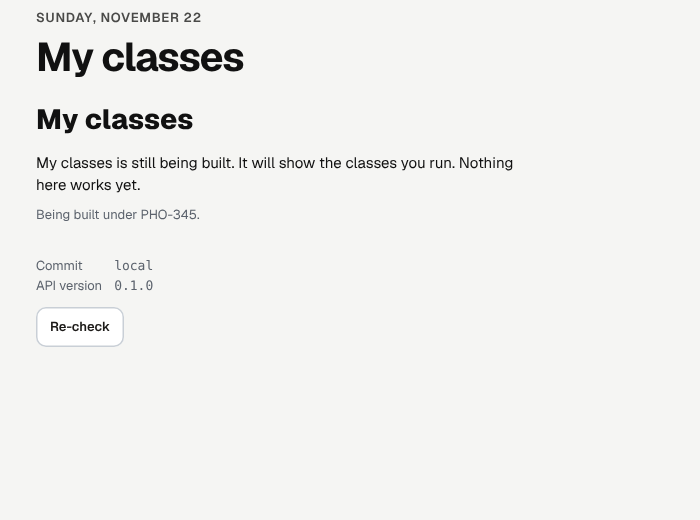 SUNDAY, NOVEMBER 22
My classes
My classes
My classes is still being built. It will show the classes you run. Nothing
here works yet.
Being built under PHO-345.
Commit local
API version 0.1.0
Re-check